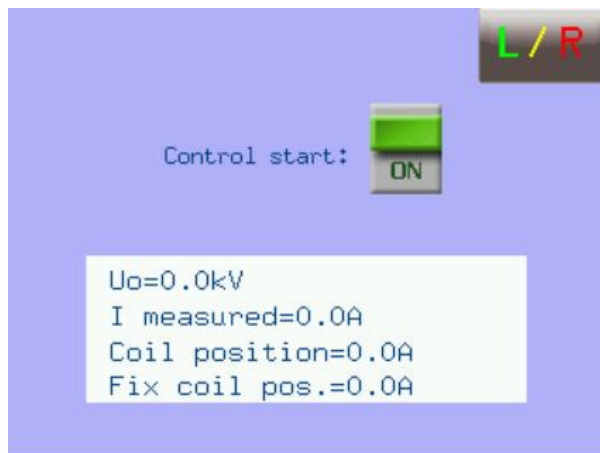 L/R
Control start:
ON
Uo=0.0kV
I measured=0.0A
Coil position=0.0A
Fix coil pos.=0.0A